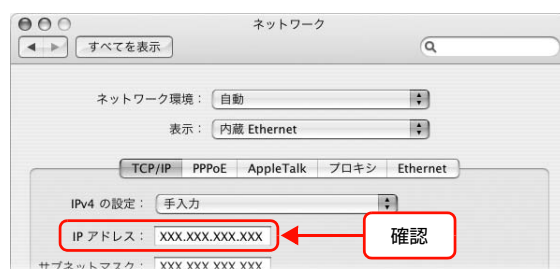 ネットワーク
すべてを表示
ネットワーク環境： 自動
表示： 内蔵 Ethernet
TCP/IP PPPoE AppleTalk プロキシ Ethernet
IPv4 の設定： 手入力
IP アドレス： XXX.XXX.XXX.XXX 確認
サブネットマスク： XXX.XXX.XXX.XXX